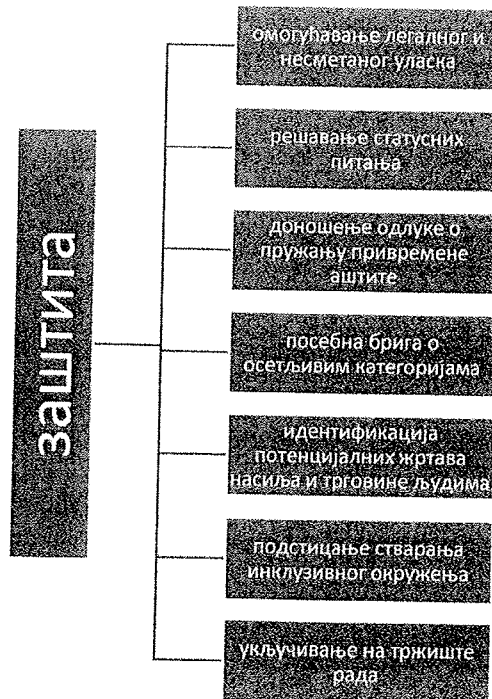 заштита
омогућавање легалног и
несметаног уласка
решавање статусних
питања
доношење одлуке о
пружању привремене
аштите
посебна брига о
осетљивим категоријама
идентификација
потенцијалних жртава
насиља и трговине људима
подстицање стварања
инклузивног окружења
укључивање на тржиште
рада